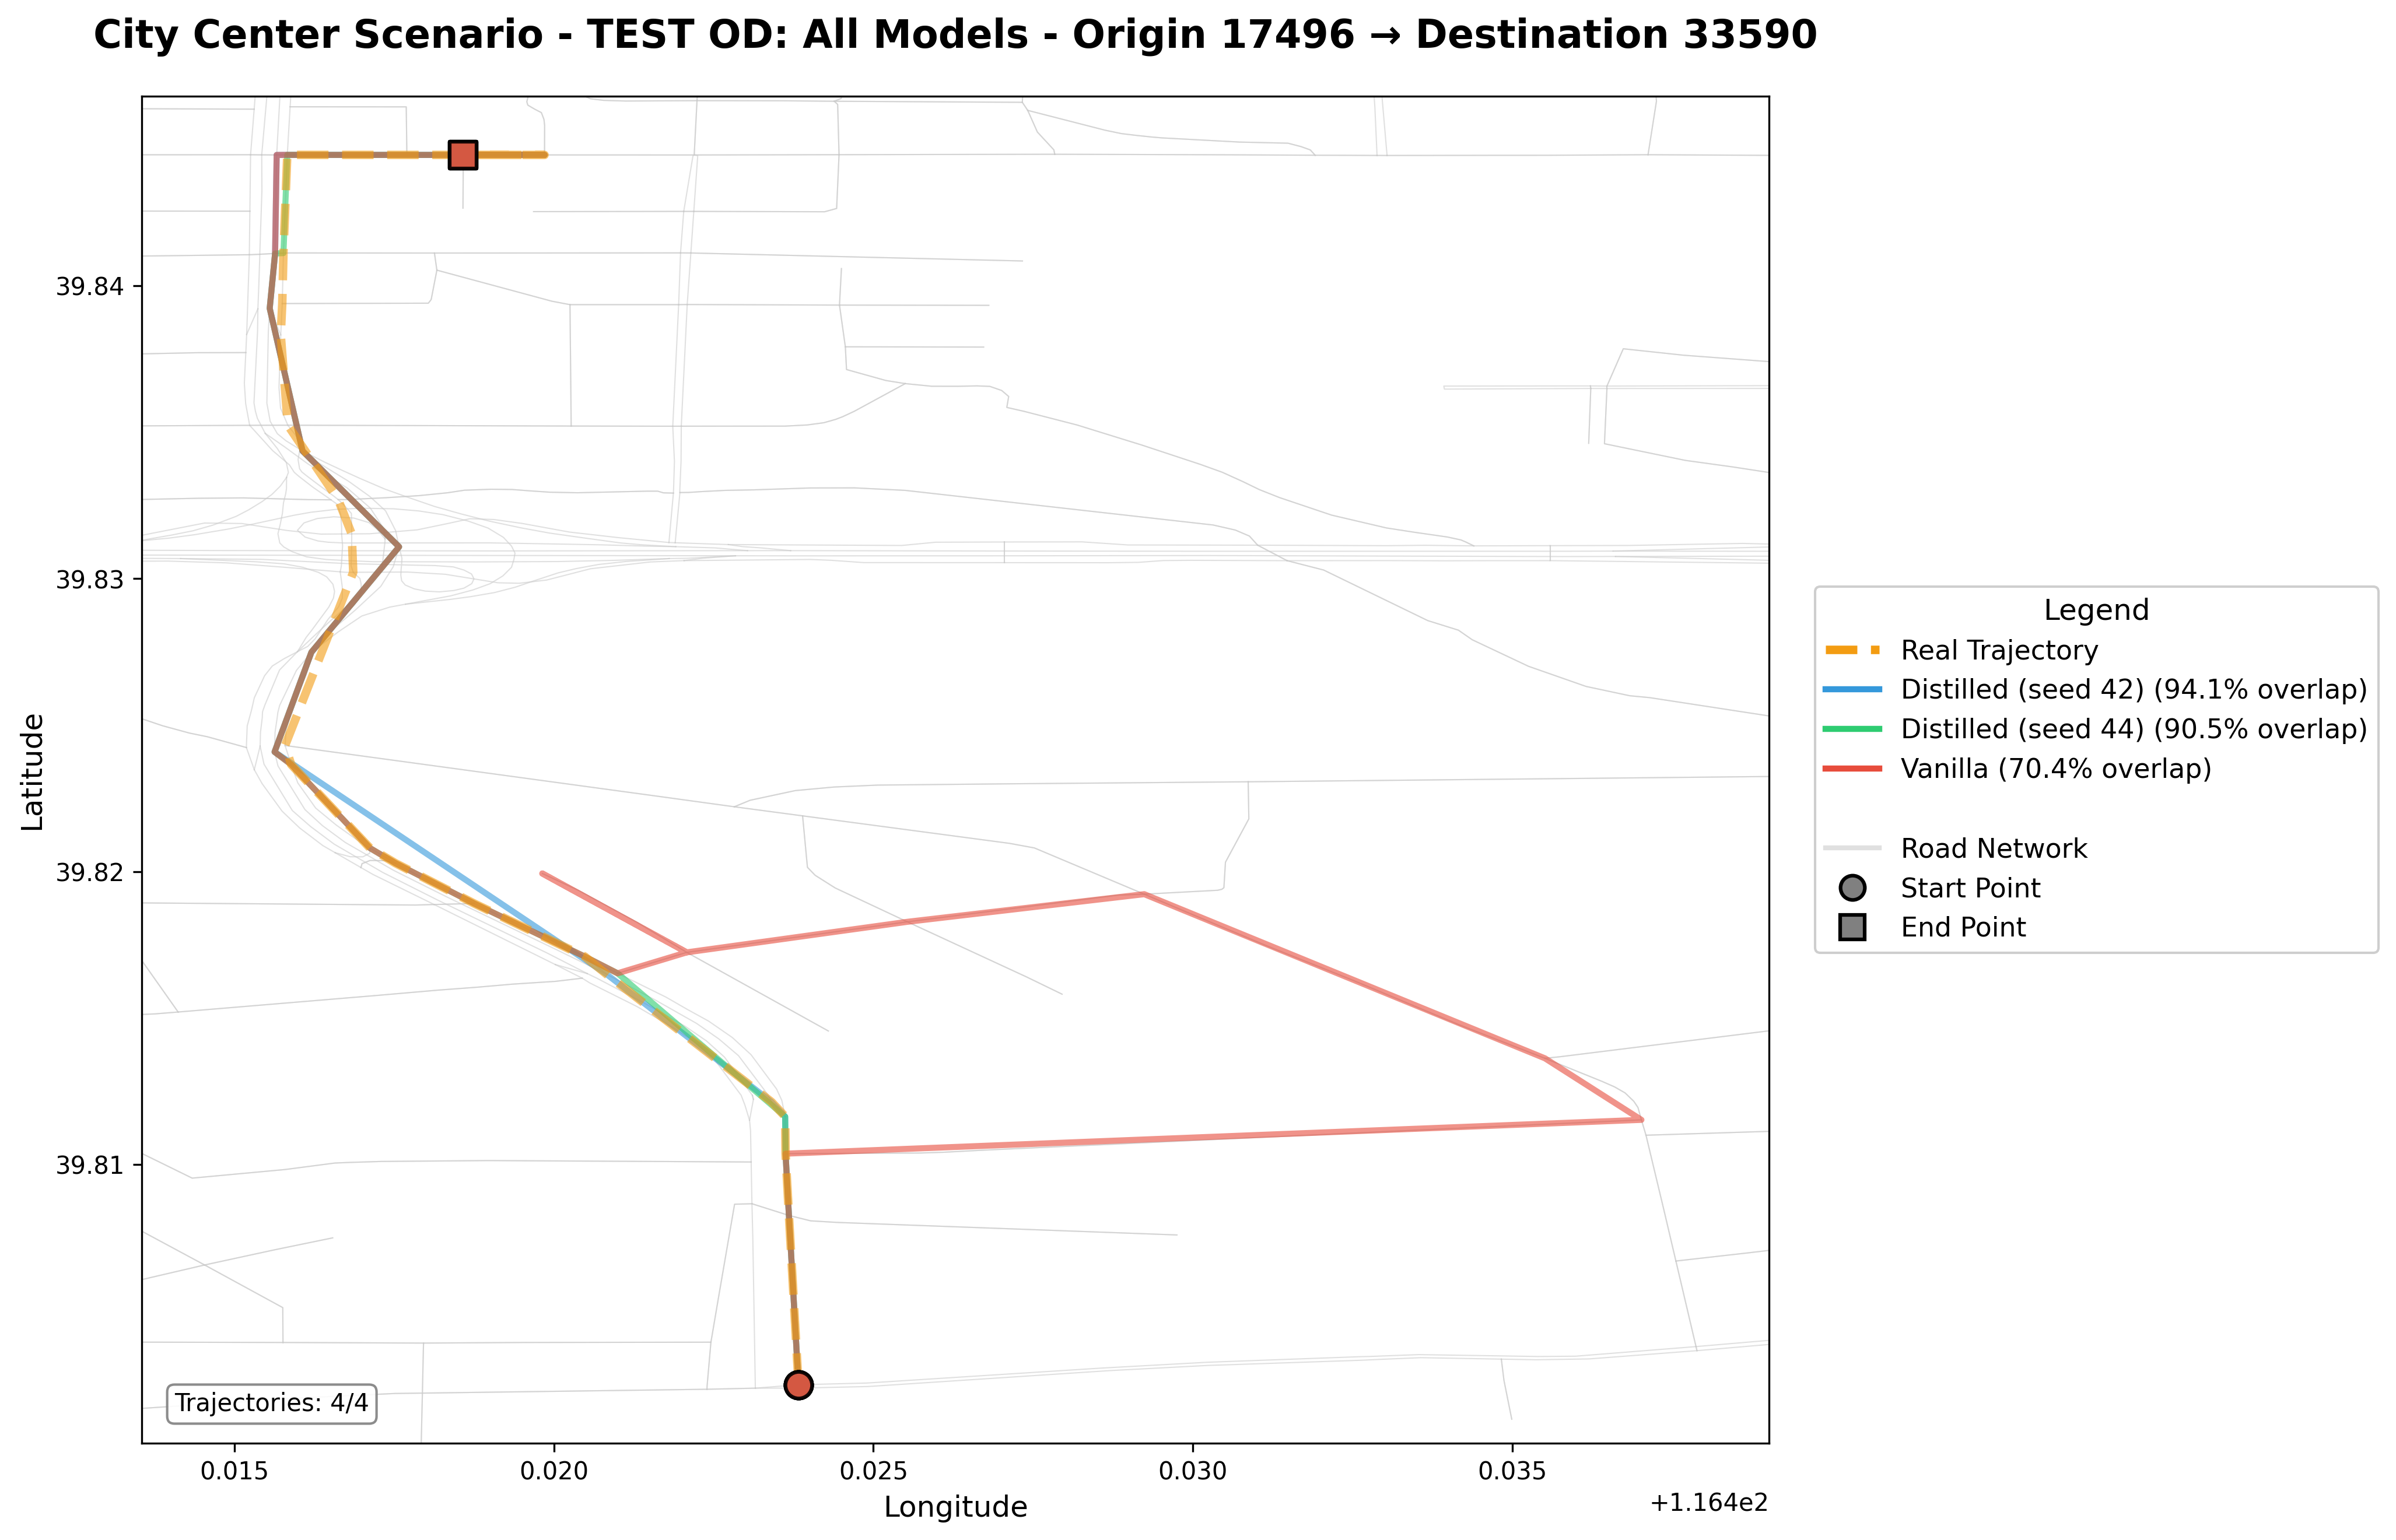 City Center Scenario - TEST OD: All Models - Origin 17496 → Destination 33590
Latitude
39.84
39.83
39.82
39.81
0.015
0.020
0.025
0.030
0.035
+1.164e2
Longitude
Trajectories: 4/4
Legend
Real Trajectory
Distilled (seed 42) (94.1% overlap)
Distilled (seed 44) (90.5% overlap)
Vanilla (70.4% overlap)
Road Network
Start Point
End Point